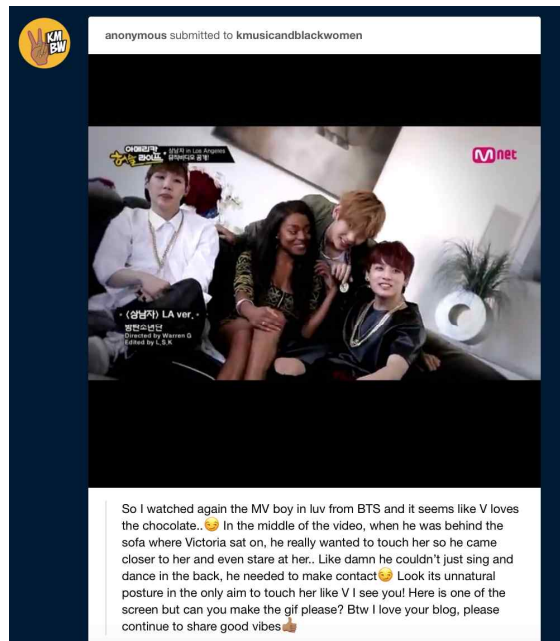 KM
BW
anonymous submitted to kmusicandblackwomen
아메리칸
허슬라이프
상남자 in Los Angeles
뮤직비디오 공개!
Mnet
<상남자> LA ver.
방탄소년단
Directed by Warren G
Edited by L.S.K
So I watched again the MV boy in luv from BTS and it seems like V loves
the chocolate..😏 In the middle of the video, when he was behind the
sofa where Victoria sat on, he really wanted to touch her so he came
closer to her and even stare at her.. Like damn he couldn’t just sing and
dance in the back, he needed to make contact😏 Look its unnatural
posture in the only aim to touch her like V I see you! Here is one of the
screen but can you make the gif please? Btw I love your blog, please
continue to share good vibes👍🏾